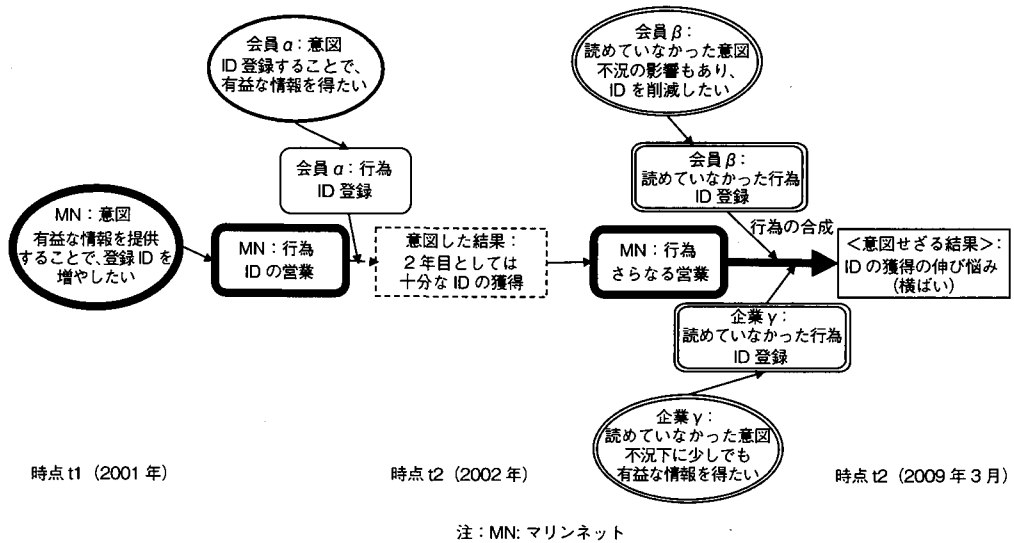 会員α：意図
ID登録することで、
有益な情報を得たい
会員α：行為
ID登録
MN：意図
有益な情報を提供
することで、登録IDを
増やしたい
MN：行為
IDの営業
意図した結果：
2年目としては
十分なIDの獲得
会員β：
読めていなかった意図
不況の影響もあり、
IDを削減したい
会員β：
読めていなかった行為
ID登録
行為の合成
MN：行為
さらなる営業
＜意図せざる結果＞：
IDの獲得の伸び悩み
（横ばい）
企業γ：
読めていなかった行為
ID登録
企業γ：
読めていなかった意図
不況下に少しでも
有益な情報を得たい
時点t1（2001年）
時点t2（2002年）
時点t2（2009年3月）
注：MN: マリンネット